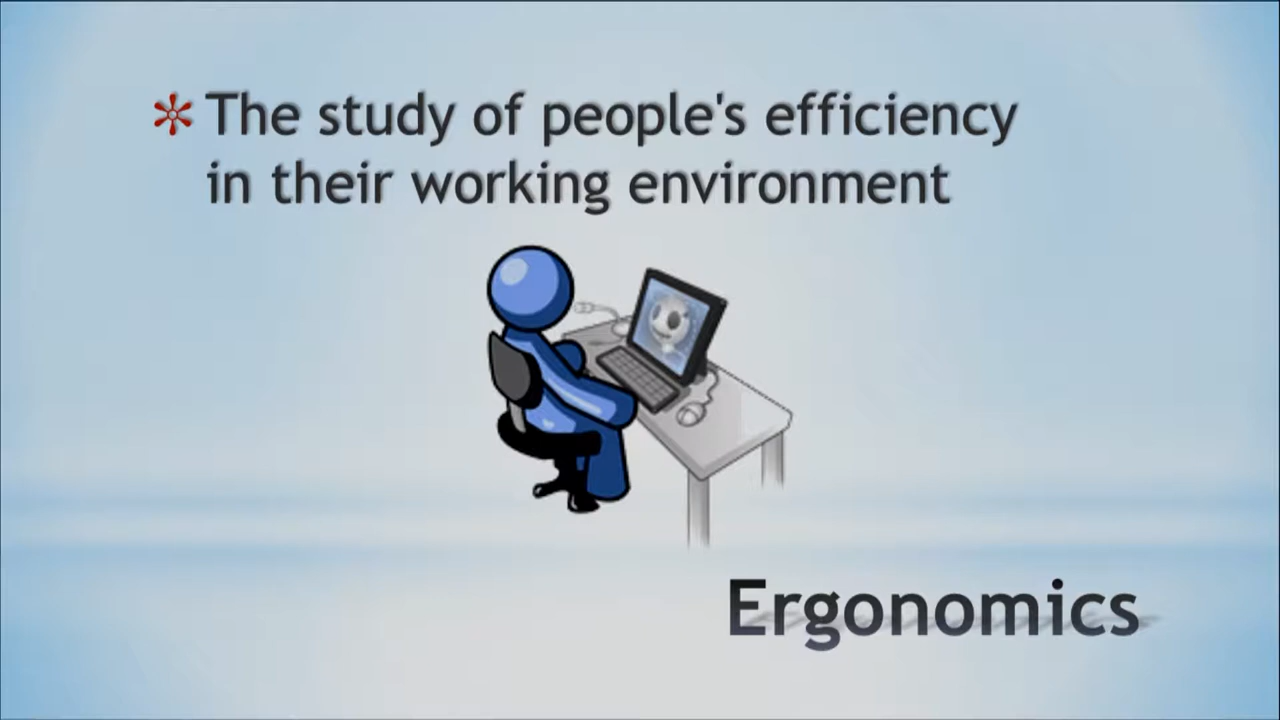 * The study of people's efficiency
in their working environment
Ergonomics